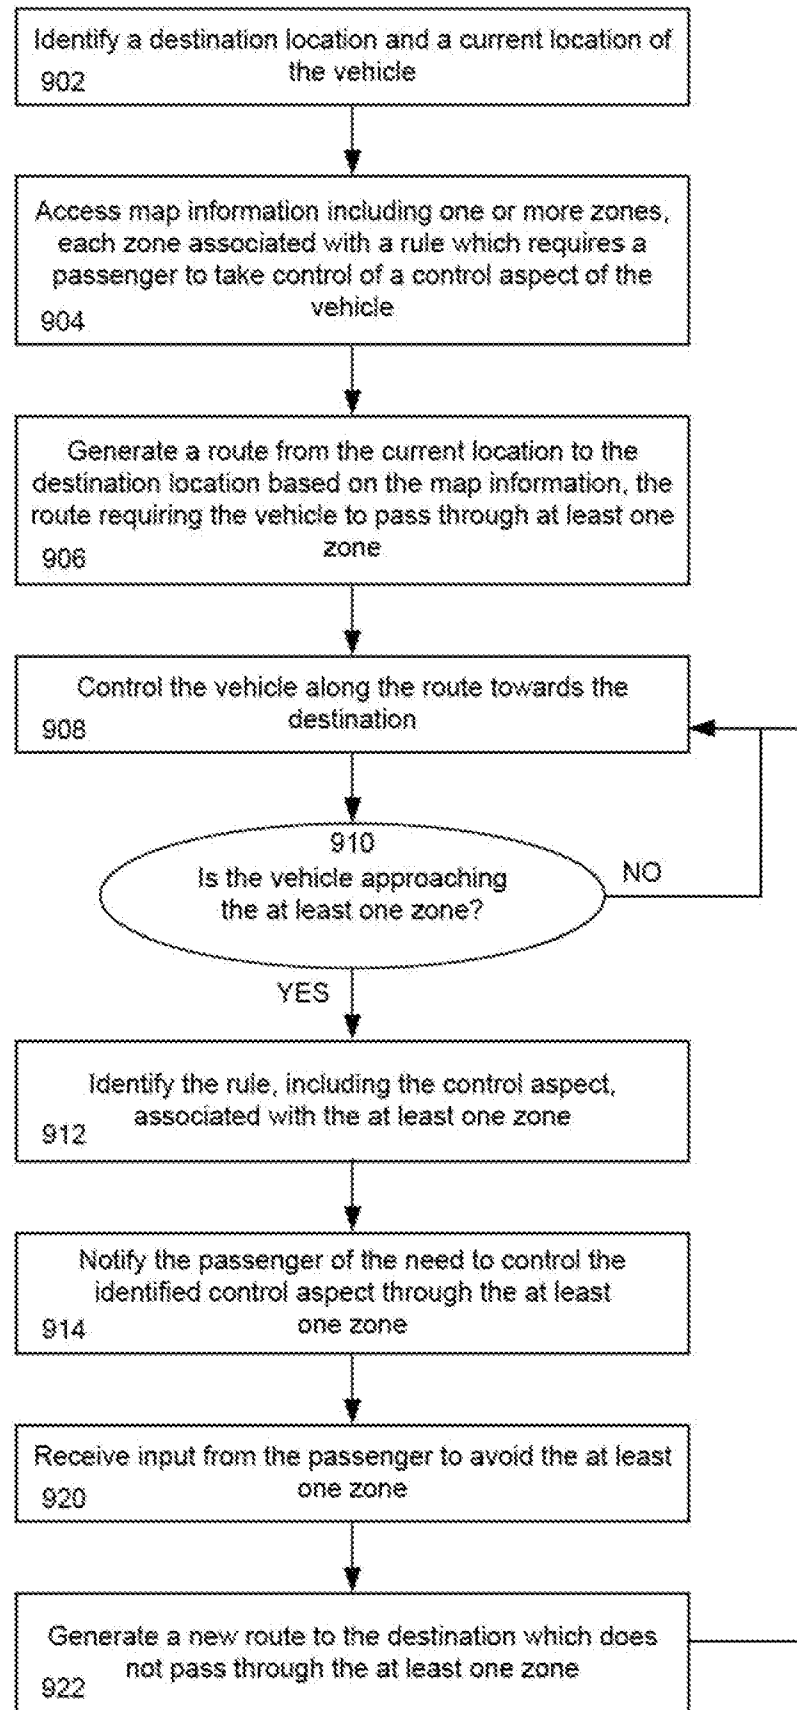 Identify a destination location and a current location of
the vehicle
902
Access map information including one or more zones,
each zone associated with a rule which requires a
passenger to take control of a control aspect of the
vehicle
904
Generate a route from the current location to the
destination location based on the map information, the
route requiring the vehicle to pass through at least one
zone
906
Control the vehicle along the route towards the
destination
908
910
Is the vehicle approaching
the at least one zone?
NO
YES
Identify the rule, including the control aspect,
associated with the at least one zone
912
Notify the passenger of the need to control the
identified control aspect through the at least
one zone
914
Receive input from the passenger to avoid the at least
one zone
920
Generate a new route to the destination which does
not pass through the at least one zone
922